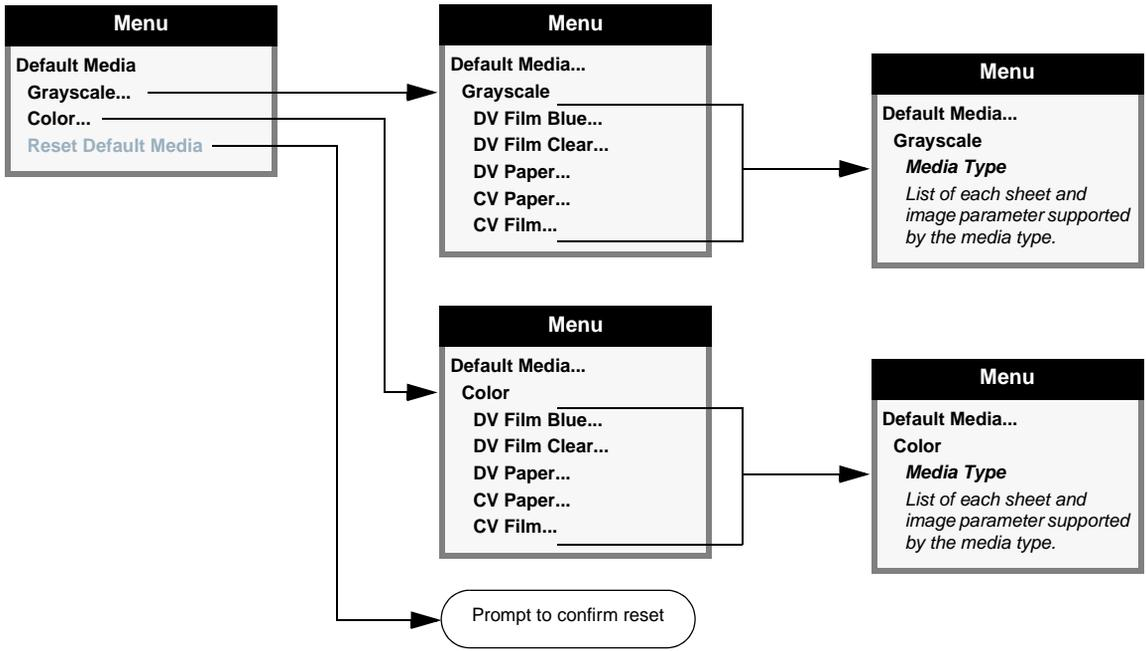 Menu
Default Media
Grayscale...
Color...
Reset Default Media
Menu
Default Media...
Grayscale
DV Film Blue...
DV Film Clear...
DV Paper...
CV Paper...
CV Film...
Menu
Default Media...
Grayscale
Media Type
List of each sheet and
image parameter supported
by the media type.
Menu
Default Media...
Color
DV Film Blue...
DV Film Clear...
DV Paper...
CV Paper...
CV Film...
Menu
Default Media...
Color
Media Type
List of each sheet and
image parameter supported
by the media type.
Prompt to confirm reset